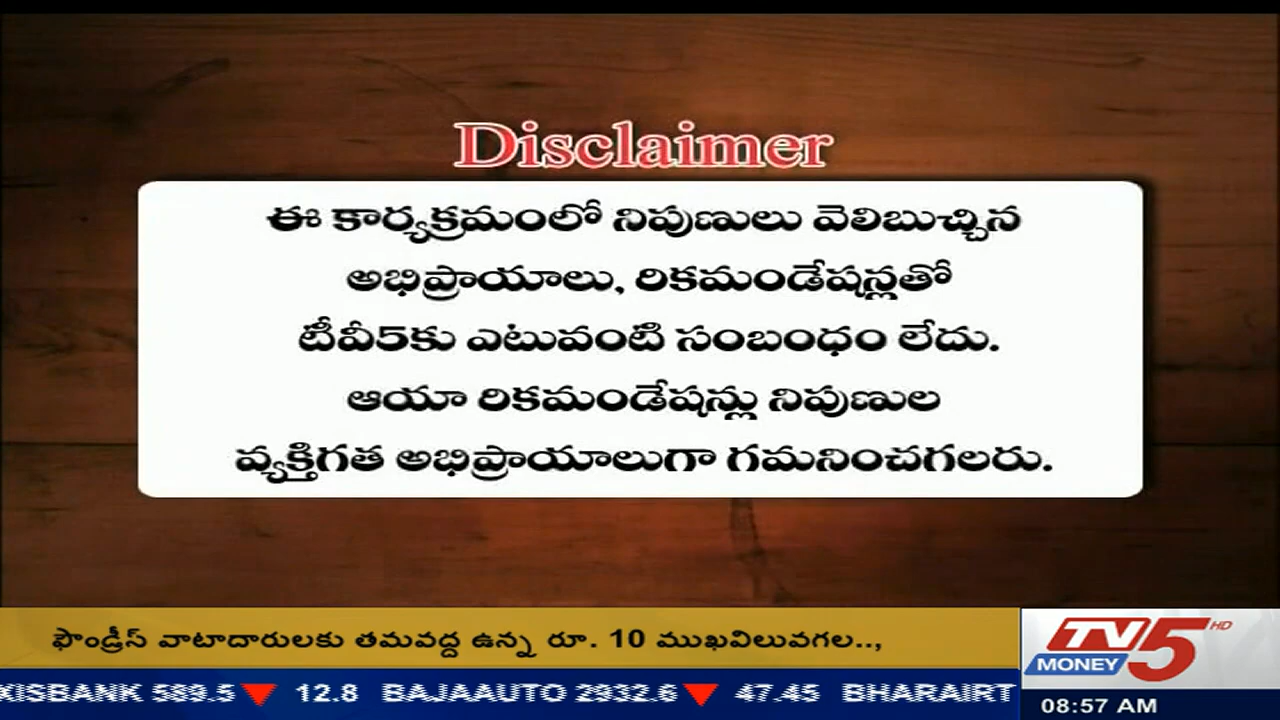 Disclaimer
ఈ కార్యక్రమంలో నిపుణులు వెలిబుచ్చిన
అభిప్రాయాలు, రికమండేషన్లతో
టీవీ5కు ఎటువంటి సంబంధం లేదు.
ఆయా రికమండేషన్లు నిపుణుల
వ్యక్తిగత అభిప్రాయాలుగా గమనించగలరు.
ఫౌండ్రీస్ వాటాదారులకు తమవద్ద ఉన్న రూ. 10 ముఖవిలువగల..,
TV5 HD
MONEY
XISBANK 589.5 ▼ 12.8 BAJAAUTO 2932.6 ▼ 47.45 BHARAIRT
08:57 AM